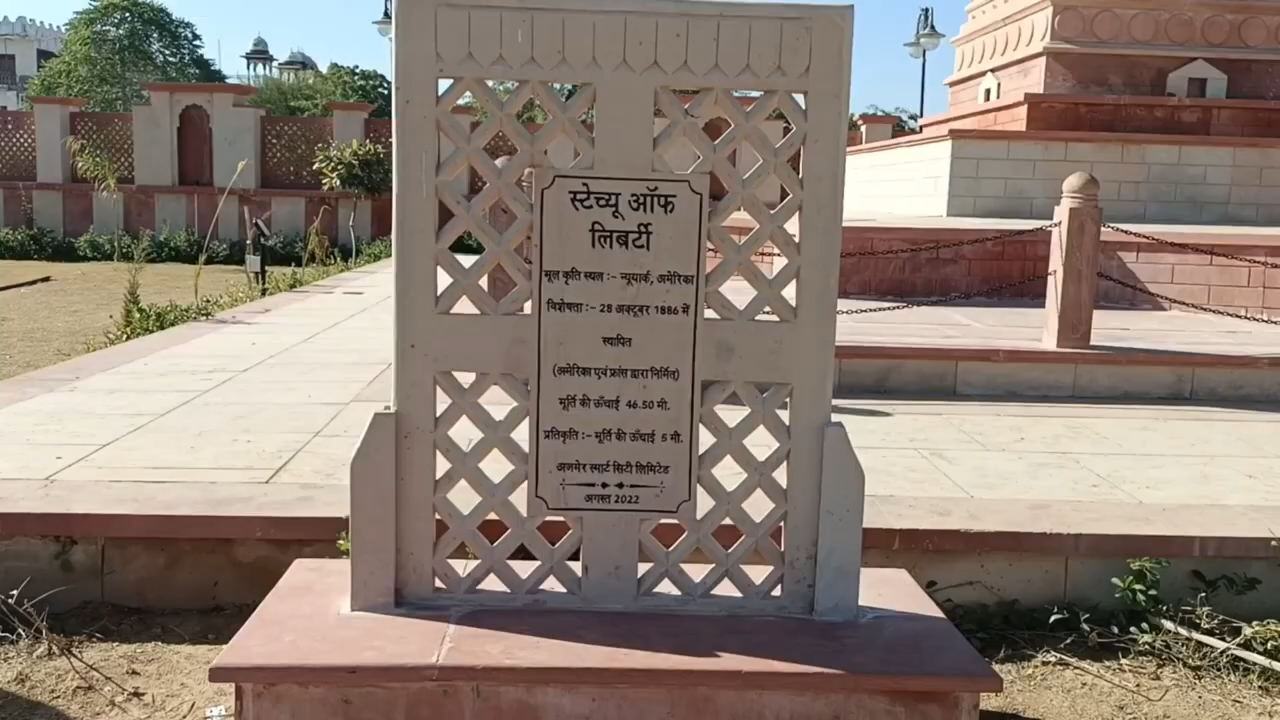 स्टेच्यू ऑफ
लिबर्टी
मूल कृति स्थल :– न्यूयार्क, अमेरिका
विशेषता :– 28 अक्टूबर 1886 में
स्थापित
(अमेरिका एवं फ्रांस द्वारा निर्मित)
मूर्ति की ऊँचाई 46.50 मी.
प्रतिकृति :– मूर्ति की ऊँचाई 5 मी.
अजमेर स्मार्ट सिटी लिमिटेड
अगस्त 2022